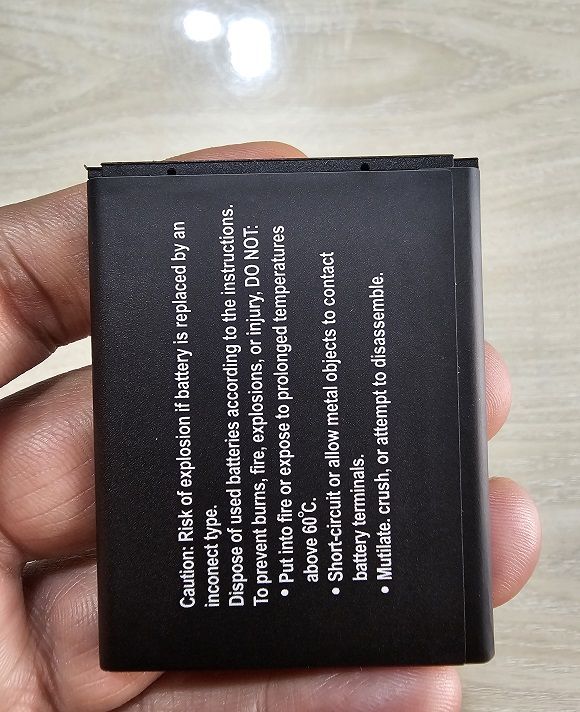 Caution: Risk of explosion if battery is replaced by an
inconect type.
Dispose of used batteries according to the instructions.
To prevent burns, fire, explosions, or injury, DO NOT:
• Put into fire or expose to prolonged temperatures
above 60°C.
• Short-circuit or allow metal objects to contact
battery terminals.
• Mutilate. crush, or attempt to disassemble.